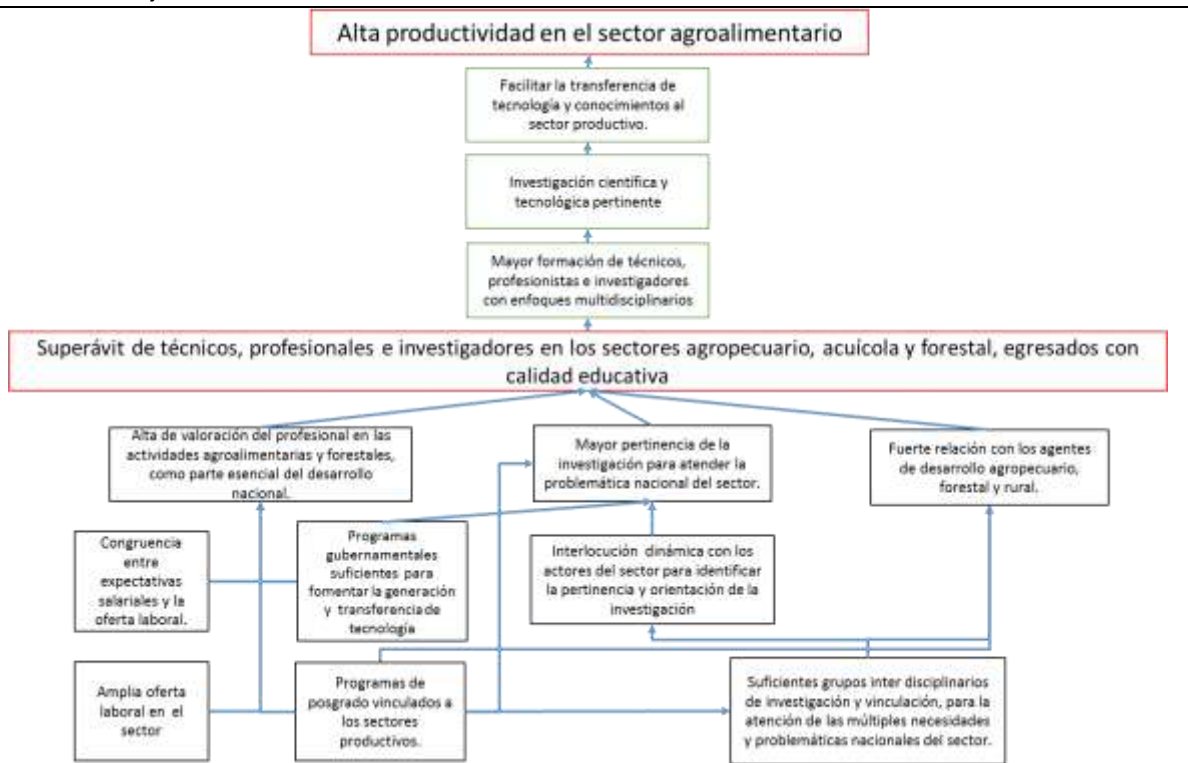 Alta productividad en el sector agroalimentario
Facilitar la transferencia de
tecnología y conocimientos al
sector productivo.
Investigación científica y
tecnológica pertinente
Mayor formación de técnicos,
profesionistas e investigadores
con enfoques multidisciplinarios
Superávit de técnicos, profesionales e investigadores en los sectores agropecuario, acuícola y forestal, egresados con
calidad educativa
Alta de valoración del profesional en las
actividades agroalimentarias y forestales,
como parte esencial del desarrollo
nacional.
Mayor pertinencia de la
investigación para atender la
problemática nacional del sector.
Fuerte relación con los agentes
de desarrollo agropecuario,
forestal y rural.
Congruencia
entre
expectativas
salariales y la
oferta laboral.
Programas
gubernamentales
suficientes para
fomentar la generación
y transferencia de
tecnología
Interlocución dinámica con los
actores del sector para identificar
la pertinencia y orientación de la
investigación
Amplia oferta
laboral en el
sector
Programas de
posgrado vinculados a
los sectores
productivos.
Suficientes grupos inter disciplinarios
de investigación y vinculación, para la
atención de las múltiples necesidades
y problemáticas nacionales del sector.